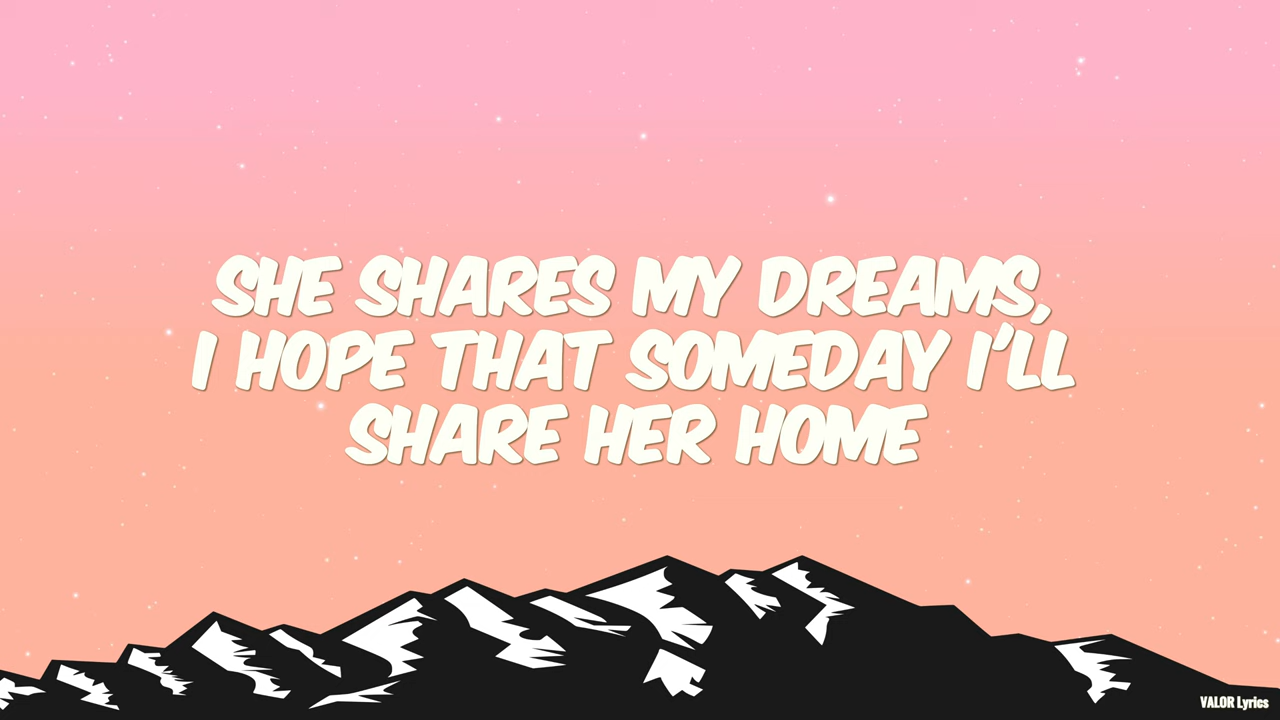 SHE SHARES MY DREAMS,
I HOPE THAT SOMEDAY I'LL
SHARE HER HOME
VALOR Lyrics